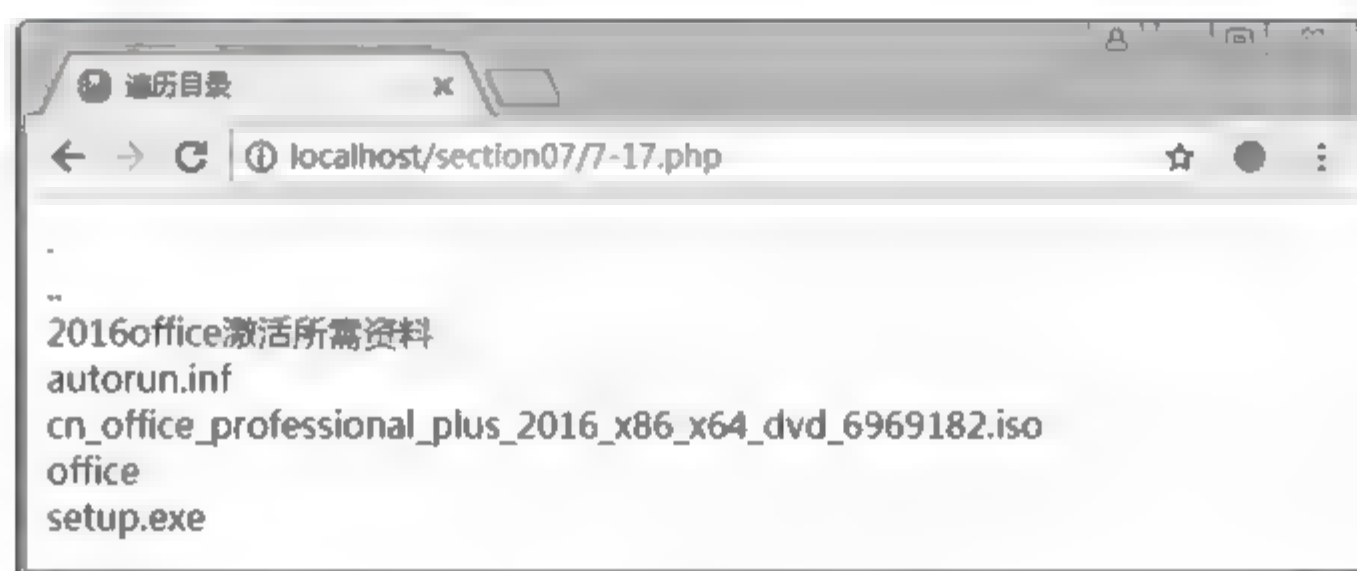 遍历目录
localhost/section07/7-17.php
.
..
2016office激活所需资料
autorun.inf
cn_office_professional_plus_2016_x86_x64_dvd_6969182.iso
office
setup.exe